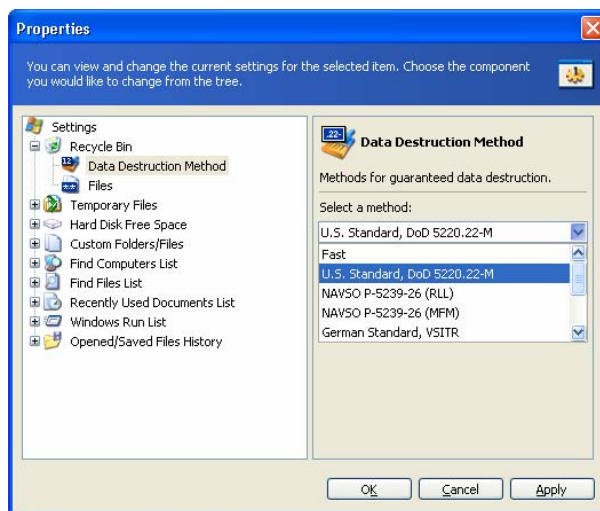 Properties
You can view and change the current settings for the selected item. Choose the component
you would like to change from the tree.
Settings
Recycle Bin
Data Destruction Method
Files
Temporary Files
Hard Disk Free Space
Custom Folders/Files
Find Computers List
Find Files List
Recently Used Documents List
Windows Run List
Opened/Saved Files History
.22-
Data Destruction Method
Methods for guaranteed data destruction.
Select a method:
U.S. Standard, DoD 5220.22-M
Fast
U.S. Standard, DoD 5220.22-M
NAVSO P-5239-26 (RLL)
NAVSO P-5239-26 (MFM)
German Standard, VSITR
OK
Cancel
Apply